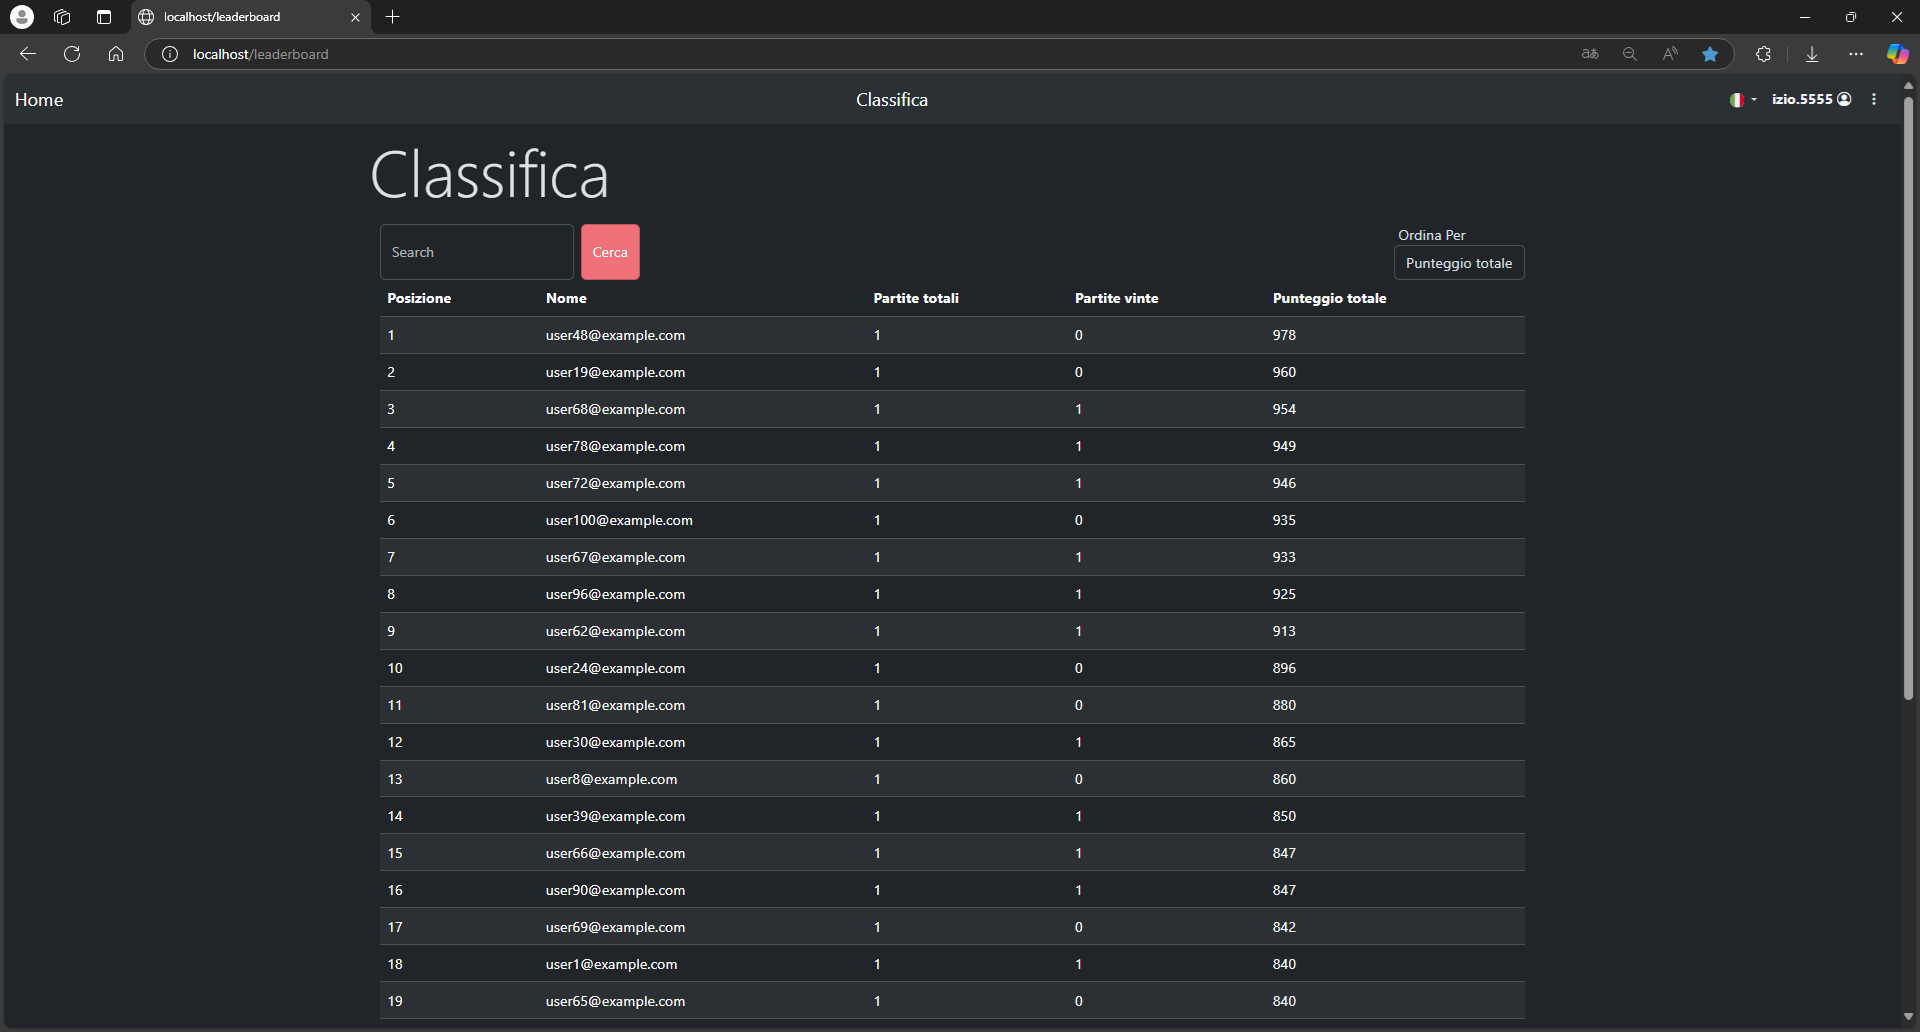 localhost/leaderboard
localhost/leaderboard
Home
Classifica
izio.5555
Classifica
Search
Cerca
Ordina Per
Punteggio totale
Posizione Nome Partite totali Partite vinte Punteggio totale
1 user48@example.com 1 0 978
2 user19@example.com 1 0 960
3 user68@example.com 1 1 954
4 user78@example.com 1 1 949
5 user72@example.com 1 1 946
6 user100@example.com 1 0 935
7 user67@example.com 1 1 933
8 user96@example.com 1 1 925
9 user62@example.com 1 1 913
10 user24@example.com 1 0 896
11 user81@example.com 1 0 880
12 user30@example.com 1 1 865
13 user8@example.com 1 0 860
14 user39@example.com 1 1 850
15 user66@example.com 1 1 847
16 user90@example.com 1 1 847
17 user69@example.com 1 0 842
18 user1@example.com 1 1 840
19 user65@example.com 1 0 840